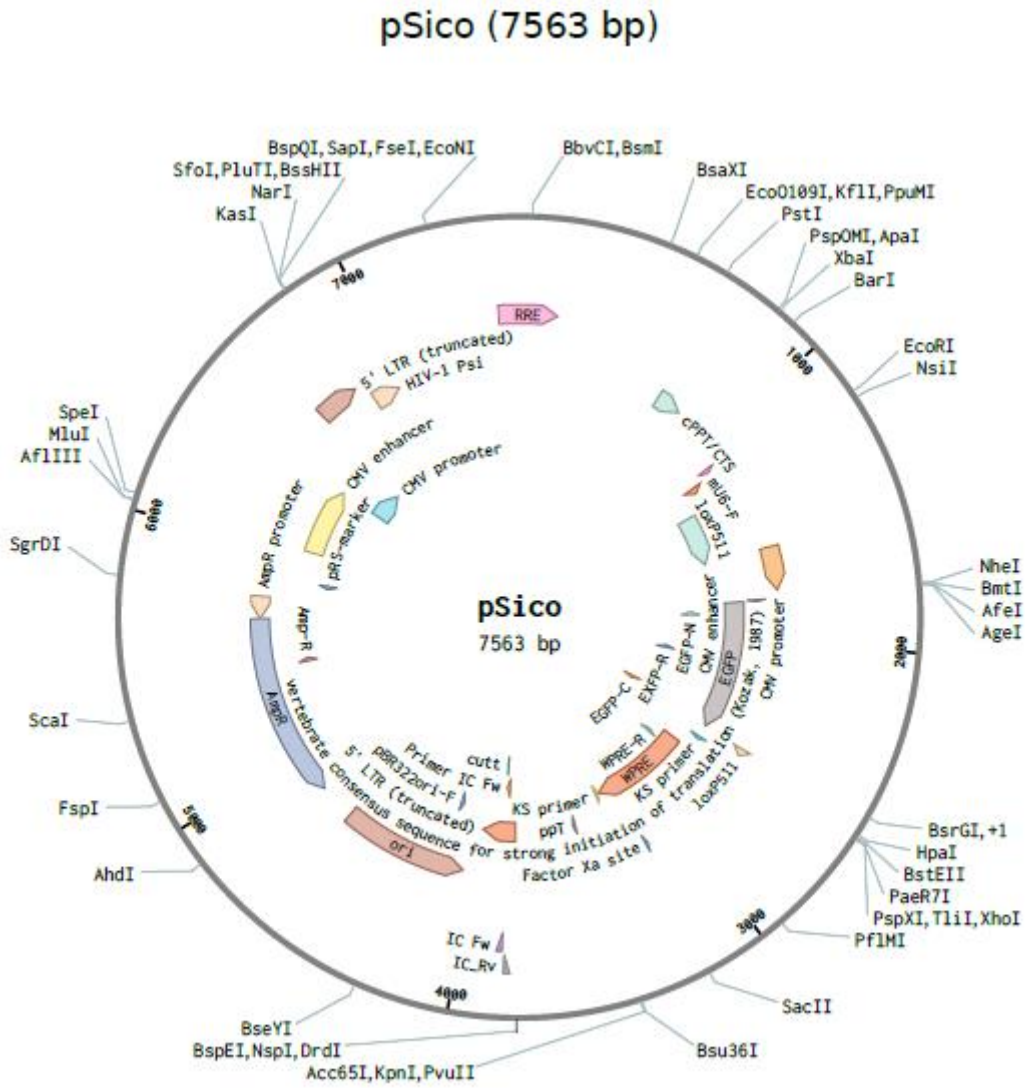 pSico (7563 bp)
BspQI,SapI,FseI,EcoNI
BbvCI,BsmI
SfoI,PluTI,BssHII
BsaXI
NarI
EcoO109I,KflI,PpuMI
KasI
PstI
PspOMI,ApaI
XbaI
BarI
7000
RRE
1000
5' LTR (truncated)
HIV-1 Psi
EcoRI
NsiI
SpeI
MluI
AflIII
CMV enhancer
CMV promoter
cPPT/CTS
mU6-F
loxP511
6000
AmpR promoter
pRS-marker
SgrDI
NheI
BmtI
AfeI
AgeI
pSico
7563 bp
Amp-R
CMV enhancer
EGFP-N
EGFP
CMV promoter
2000
EXFP-R
EGFP-C
AmpR
ScaI
vertebrate consensus sequence for strong initiation of translation (Kozak, 1987)
WPRE-R
WPRE
KS primer
loxP511
cutt
Primer IC Fw
pBR322ori-F
5' LTR (truncated)
KS primer
ppT
Factor Xa site
ori
FspI
5000
AhdI
BsrGI,+1
HpaI
BstEII
PaeR7I
PspXI,TliI,XhoI
PflMI
3000
IC Fw
IC_Rv
4000
SacII
BseYI
BspEI,NspI,DrdI
Bsu36I
Acc65I,KpnI,PvuII